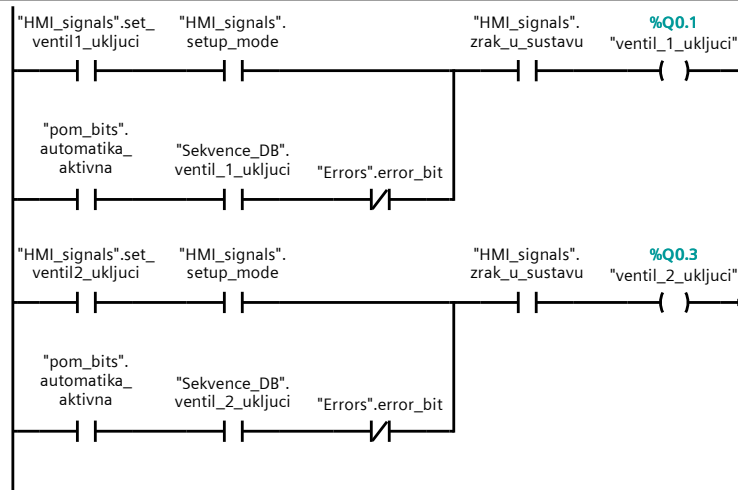 "HMI_signals".set_
ventil1_ukljuci
"HMI_signals".
setup_mode
"HMI_signals".
zrak_u_sustavu
%Q0.1
"ventil_1_ukljuci"
"pom_bits".
automatika_
aktivna
"Sekvence_DB".
ventil_1_ukljuci
"Errors".error_bit
"HMI_signals".set_
ventil2_ukljuci
"HMI_signals".
setup_mode
"HMI_signals".
zrak_u_sustavu
%Q0.3
"ventil_2_ukljuci"
"pom_bits".
automatika_
aktivna
"Sekvence_DB".
ventil_2_ukljuci
"Errors".error_bit